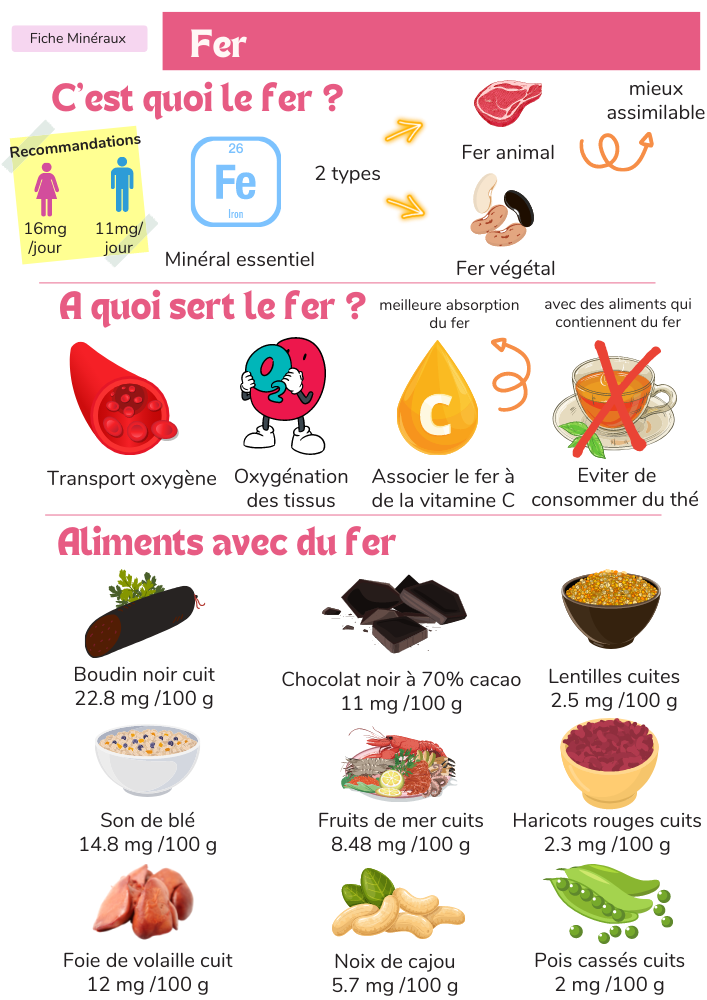 Fiche Minéraux
Fer
C'est quoi le fer ?
Recommandations
16mg
/jour
11mg/
jour
26
Fe
Iron
Minéral essentiel
2 types
Fer animal
mieux
assimilable
Fer végétal
A quoi sert le fer ?
meilleure absorption
du fer
avec des aliments qui
contiennent du fer
O2
C
Transport oxygène
Oxygénation
des tissus
Associer le fer à
de la vitamine C
Eviter de
consommer du thé
Aliments avec du fer
Boudin noir cuit
22.8 mg /100 g
Chocolat noir à 70% cacao
11 mg /100 g
Lentilles cuites
2.5 mg /100 g
Son de blé
14.8 mg /100 g
Fruits de mer cuits
8.48 mg /100 g
Haricots rouges cuits
2.3 mg /100 g
Foie de volaille cuit
12 mg /100 g
Noix de cajou
5.7 mg /100 g
Pois cassés cuits
2 mg /100 g